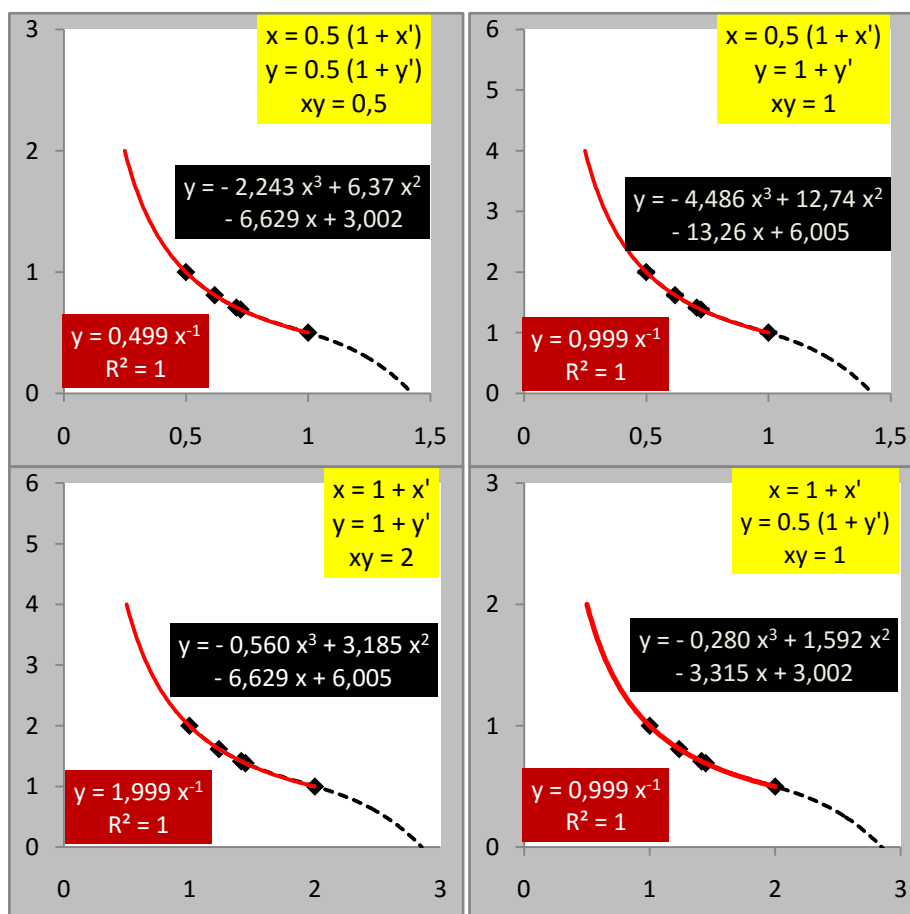 3
2
1
0
x = 0.5 (1 + x')
y = 0.5 (1 + y')
xy = 0,5
y = - 2,243 x³ + 6,37 x²
- 6,629 x + 3,002
y = 0,499 x⁻¹
R² = 1
0 0,5 1 1,5
6
5
4
3
2
1
0
x = 0,5 (1 + x')
y = 1 + y'
xy = 1
y = - 4,486 x³ + 12,74 x²
- 13,26 x + 6,005
y = 0,999 x⁻¹
R² = 1
0 0,5 1 1,5
6
5
4
3
2
1
0
x = 1 + x'
y = 1 + y'
xy = 2
y = - 0,560 x³ + 3,185 x²
- 6,629 x + 6,005
y = 1,999 x⁻¹
R² = 1
0 1 2 3
3
2
1
0
x = 1 + x'
y = 0.5 (1 + y')
xy = 1
y = - 0,280 x³ + 1,592 x²
- 3,315 x + 3,002
y = 0,999 x⁻¹
R² = 1
0 1 2 3